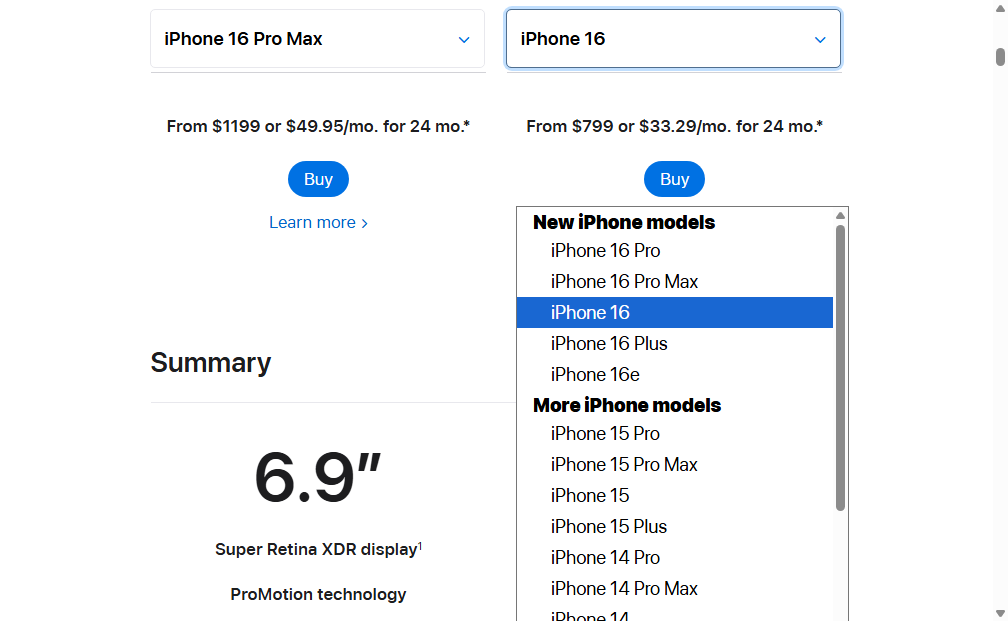 iPhone 16 Pro Max
iPhone 16
From $1199 or $49.95/mo. for 24 mo.*
From $799 or $33.29/mo. for 24 mo.*
Buy
Buy
Learn more >
New iPhone models
iPhone 16 Pro
iPhone 16 Pro Max
iPhone 16
iPhone 16 Plus
iPhone 16e
More iPhone models
iPhone 15 Pro
iPhone 15 Pro Max
iPhone 15
iPhone 15 Plus
iPhone 14 Pro
iPhone 14 Pro Max
iPhone 14
Summary
6.9″
Super Retina XDR display¹
ProMotion technology